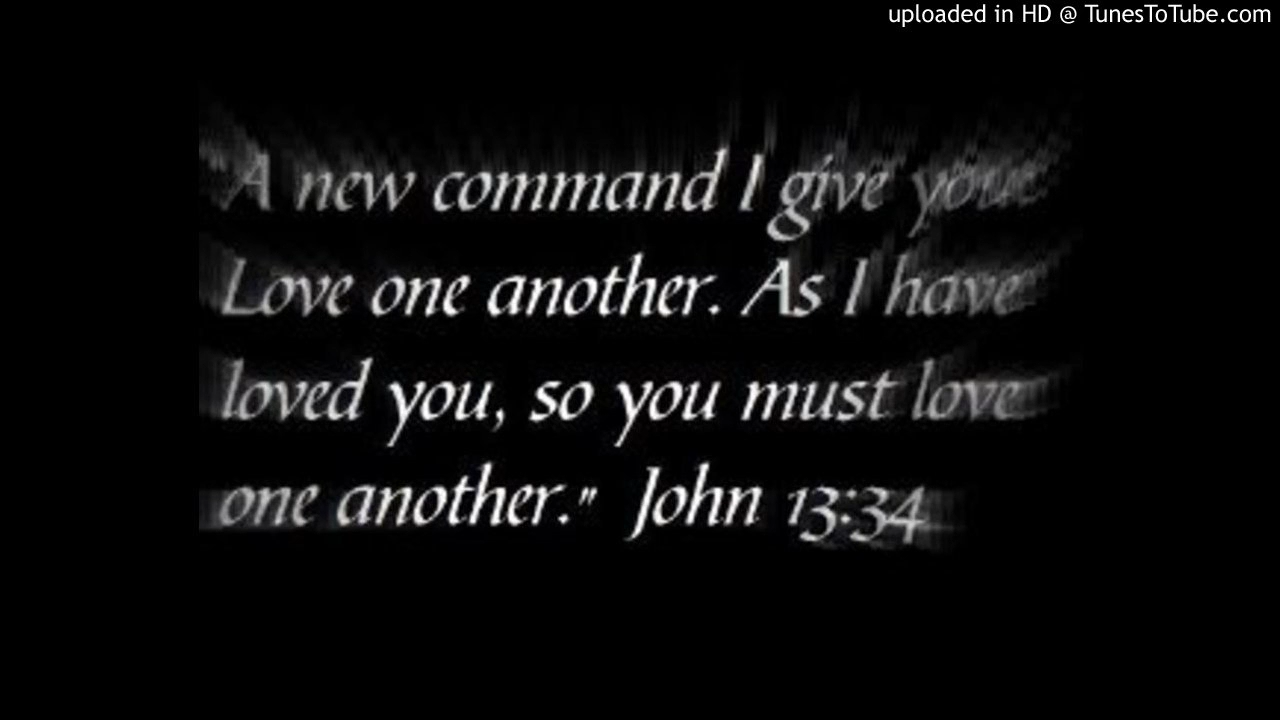 uploaded in HD @ TunesToTube.com
A new command I give you:
Love one another. As I have
loved you, so you must love
one another." John 13:34